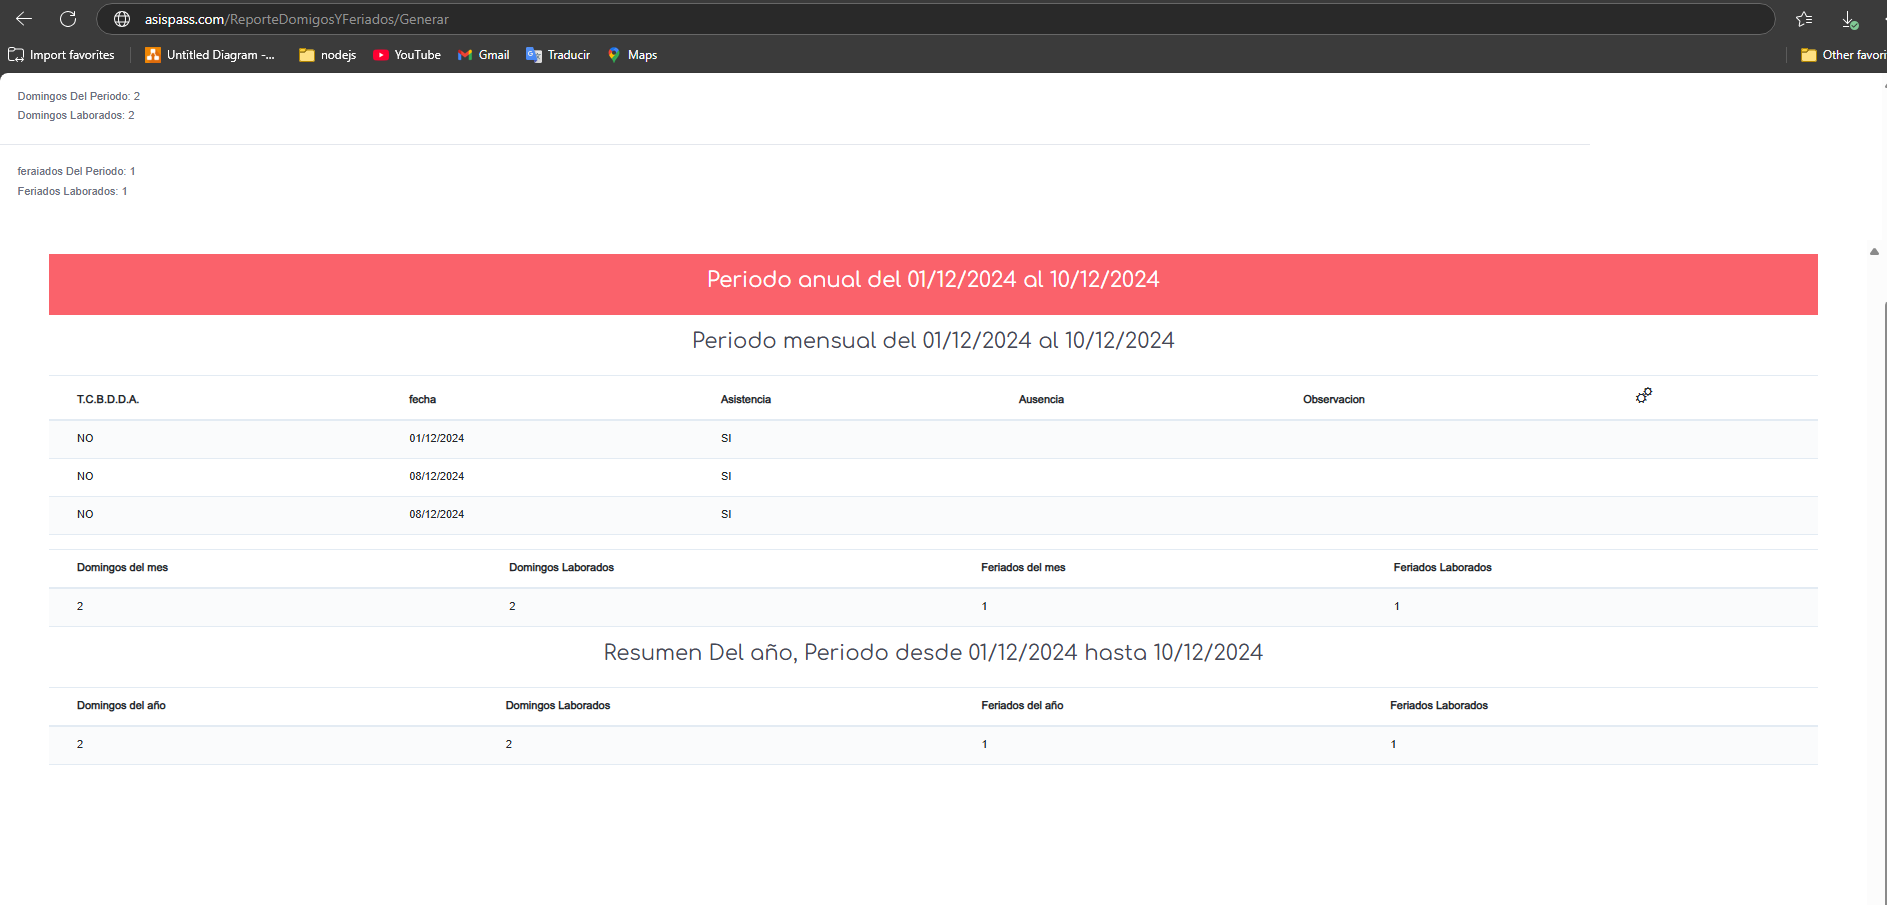 asispass.com/ReporteDomigosYFeriados/Generar
Import favorites Untitled Diagram -... nodejs YouTube Gmail Traducir Maps Other favori
Domingos Del Periodo: 2
Domingos Laborados: 2
feraiados Del Periodo: 1
Feriados Laborados: 1
Periodo anual del 01/12/2024 al 10/12/2024
Periodo mensual del 01/12/2024 al 10/12/2024
T.C.B.D.D.A. fecha Asistencia Ausencia Observacion
NO 01/12/2024 SI
NO 08/12/2024 SI
NO 08/12/2024 SI
Domingos del mes Domingos Laborados Feriados del mes Feriados Laborados
2 2 1 1
Resumen Del año, Periodo desde 01/12/2024 hasta 10/12/2024
Domingos del año Domingos Laborados Feriados del año Feriados Laborados
2 2 1 1